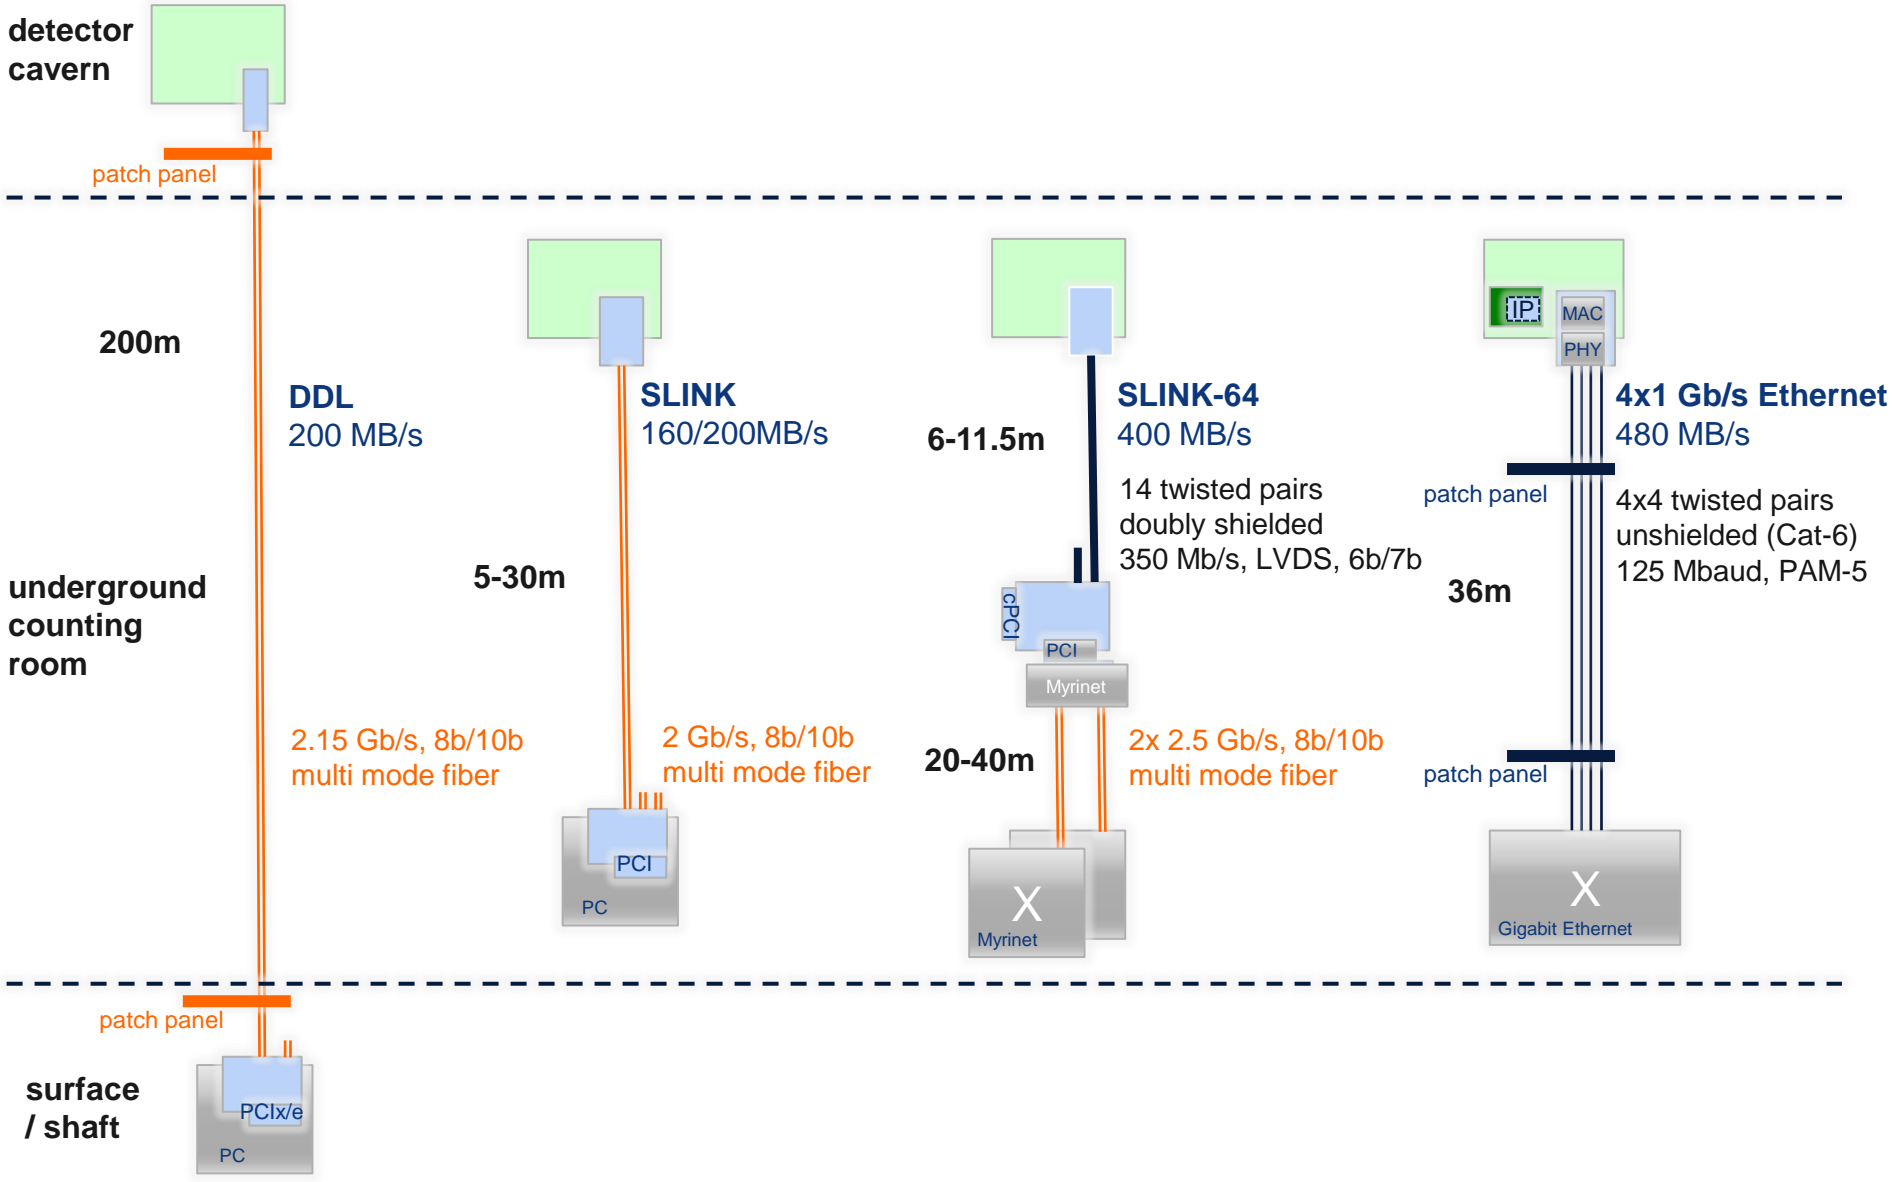 detector
cavern
patch panel
200m
DDL
200 MB/s
2.15 Gb/s, 8b/10b
multi mode fiber
underground
counting
room
patch panel
surface
/ shaft
PCIx/e
PC
SLINK
160/200MB/s
5-30m
2 Gb/s, 8b/10b
multi mode fiber
PCI
PC
SLINK-64
400 MB/s
6-11.5m
14 twisted pairs
doubly shielded
350 Mb/s, LVDS, 6b/7b
cPCI
PCI
Myrinet
20-40m
2x 2.5 Gb/s, 8b/10b
multi mode fiber
X
Myrinet
IP
MAC
PHY
4x1 Gb/s Ethernet
480 MB/s
patch panel
4x4 twisted pairs
unshielded (Cat-6)
125 Mbaud, PAM-5
36m
patch panel
X
Gigabit Ethernet